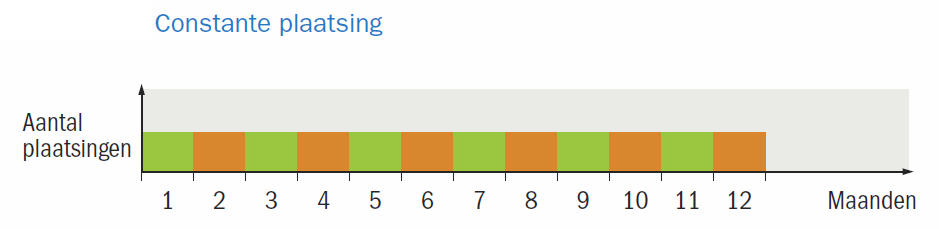 Constante plaatsing
Aantal
plaatsingen
1 2 3 4 5 6 7 8 9 10 11 12 Maanden